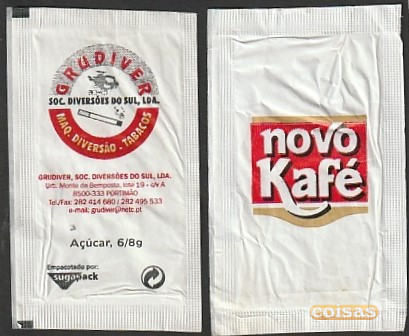 GRUDIVER
SOC. DIVERSÕES DO SUL, LDA.
MAQ. DIVERSÃO - TABACOS
GRUDIVER, SOC. DIVERSÕES DO SUL, LDA.
Urb. Monte da Bemposta, lote 19 - c/v A
8500-333 PORTIMÃO
Tel./Fax: 282 414 680 / 282 495 533
e-mail: grudiver@netc.pt
Açúcar, 6/8g
Empacotado por:
sugapack
novo
Kafé
coisas